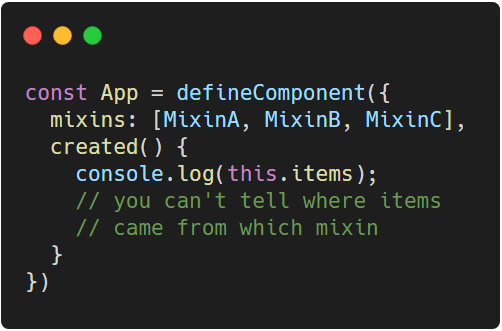 const App = defineComponent({
  mixins: [MixinA, MixinB, MixinC],
  created() {
    console.log(this.items);
    // you can't tell where items
    // came from which mixin
  }
})